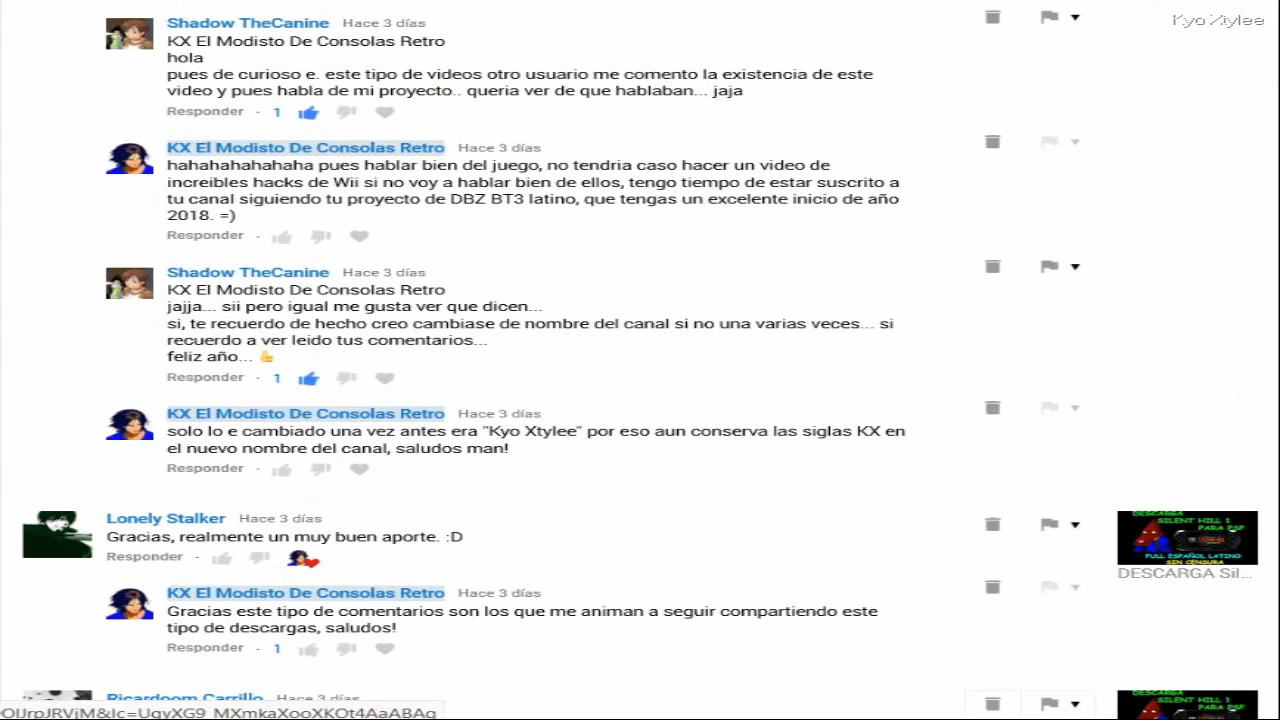 Kyo Xtylee
Shadow TheCanine Hace 3 días
KX El Modisto De Consolas Retro
hola
pues de curioso e. este tipo de videos otro usuario me comento la existencia de este
video y pues habla de mi proyecto.. queria ver de que hablaban... jaja
Responder · 1
KX El Modisto De Consolas Retro Hace 3 días
hahahahahahaha pues hablar bien del juego, no tendria caso hacer un video de
increibles hacks de Wii si no voy a hablar bien de ellos, tengo tiempo de estar suscrito a
tu canal siguiendo tu proyecto de DBZ BT3 latino, que tengas un excelente inicio de año
2018. =)
Responder ·
Shadow TheCanine Hace 3 días
KX El Modisto De Consolas Retro
jajja... sii pero igual me gusta ver que dicen...
si, te recuerdo de hecho creo cambiase de nombre del canal si no una varias veces... si
recuerdo a ver leido tus comentarios...
feliz año...
Responder · 1
KX El Modisto De Consolas Retro Hace 3 días
solo lo e cambiado una vez antes era "Kyo Xtylee" por eso aun conserva las siglas KX en
el nuevo nombre del canal, saludos man!
Responder ·
Lonely Stalker Hace 3 días
Gracias, realmente un muy buen aporte. :D
Responder ·
DESCARGA
SILENT HILL 1
PARA PSP
FULL ESPAÑOL LATINO
SIN CENSURA
DESCARGA Sil...
KX El Modisto De Consolas Retro Hace 3 días
Gracias este tipo de comentarios son los que me animan a seguir compartiendo este
tipo de descargas, saludos!
Responder · 1
Ricardoom Carrillo Hace 3 días
DESCARGA
SILENT HILL 1
PARA PSP